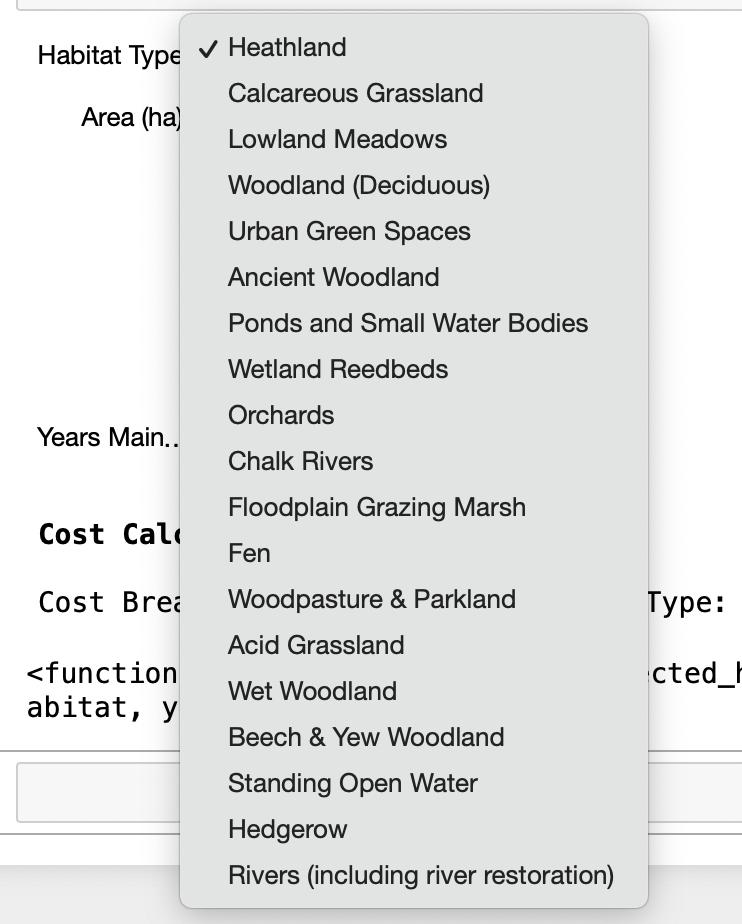 Habitat Type
✓ Heathland
Area (ha)
Calcareous Grassland
Lowland Meadows
Woodland (Deciduous)
Urban Green Spaces
Ancient Woodland
Ponds and Small Water Bodies
Wetland Reedbeds
Orchards
Years Main...
Chalk Rivers
Floodplain Grazing Marsh
Cost Calc
Fen
Cost Brea
Woodpasture & Parkland
Type:
Acid Grassland
<function
Wet Woodland
ected_h
abitat, y
Beech & Yew Woodland
Standing Open Water
Hedgerow
Rivers (including river restoration)